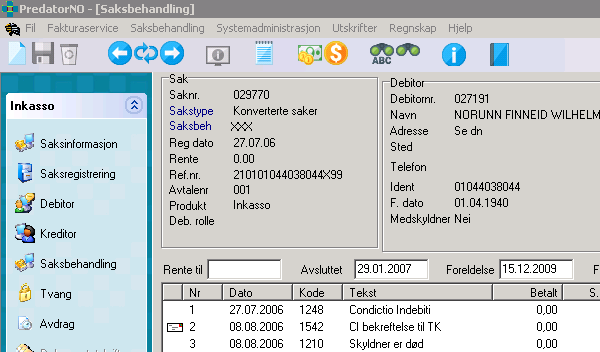 PredatorNO - [Saksbehandling]
Fil Fakturaservice Saksbehandling Systemadministrasjon Utskrifter Regnskap Hjelp
ABC
Inkasso
Saksinformasjon
Saksregistrering
Debitor
Kreditor
Saksbehandling
Tvang
Avdrag
Sak
Saknr. 029770
Sakstype Konverterte saker
Saksbeh XXX
Reg dato 27.07.06
Rente 0.00
Ref.nr. 210101044038044X99
Avtalenr 001
Produkt Inkasso
Deb. rolle
Debitor
Debitornr. 027191
Navn NORUNN FINNEID WILHELM
Adresse Se dn
Sted
Telefon
Ident 01044038044
F. dato 01.04.1940
Medskyldner Nei
Rente til Avsluttet 29.01.2007 Foreldelse 15.12.2009 F
Nr Dato Kode Tekst Betalt S.
1 27.07.2006 1248 Condictio Indebiti 0,00
2 08.08.2006 1542 CI bekreftelse til TK 0,00
3 08.08.2006 1210 Skyldner er død 0,00